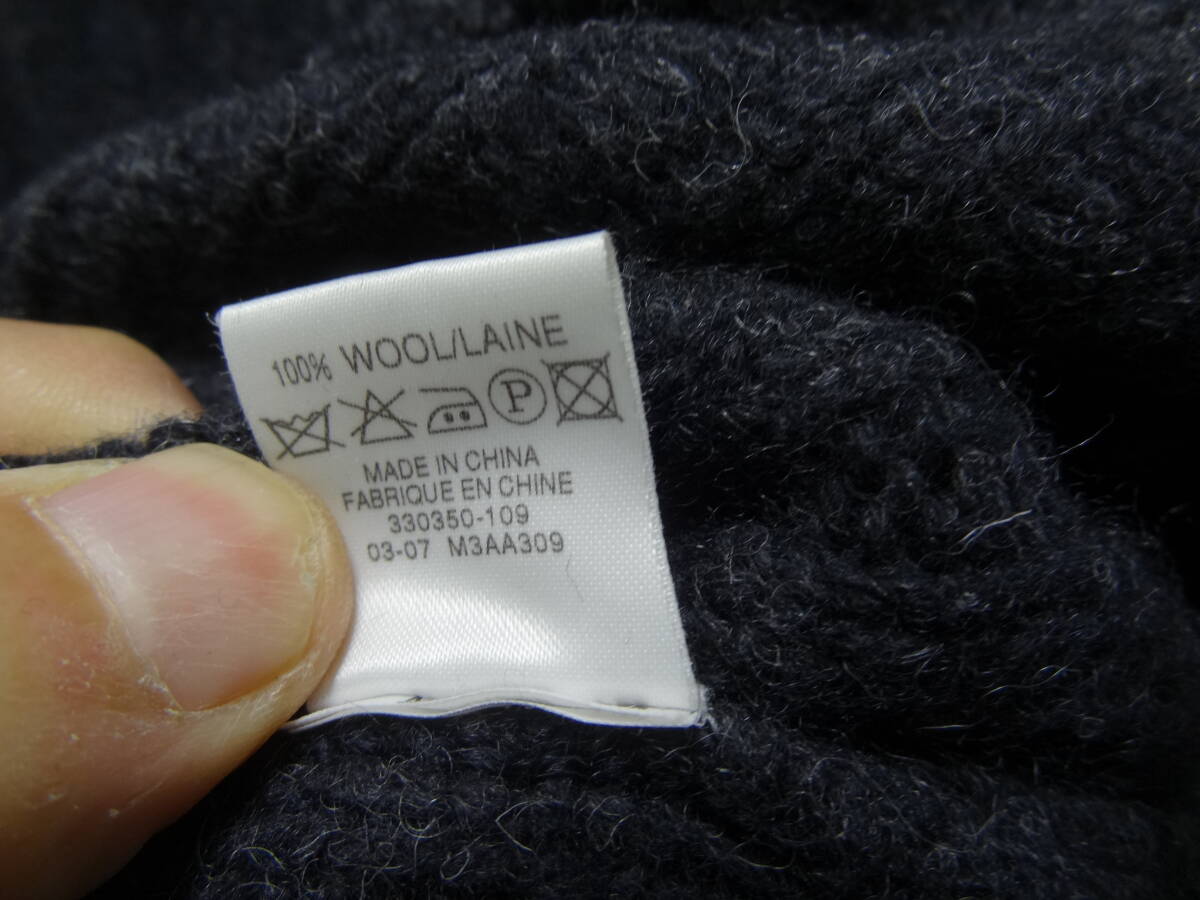 100% WOOL/LAINE
P
MADE IN CHINA
FABRIQUE EN CHINE
330350-109
03-07 M3AA309